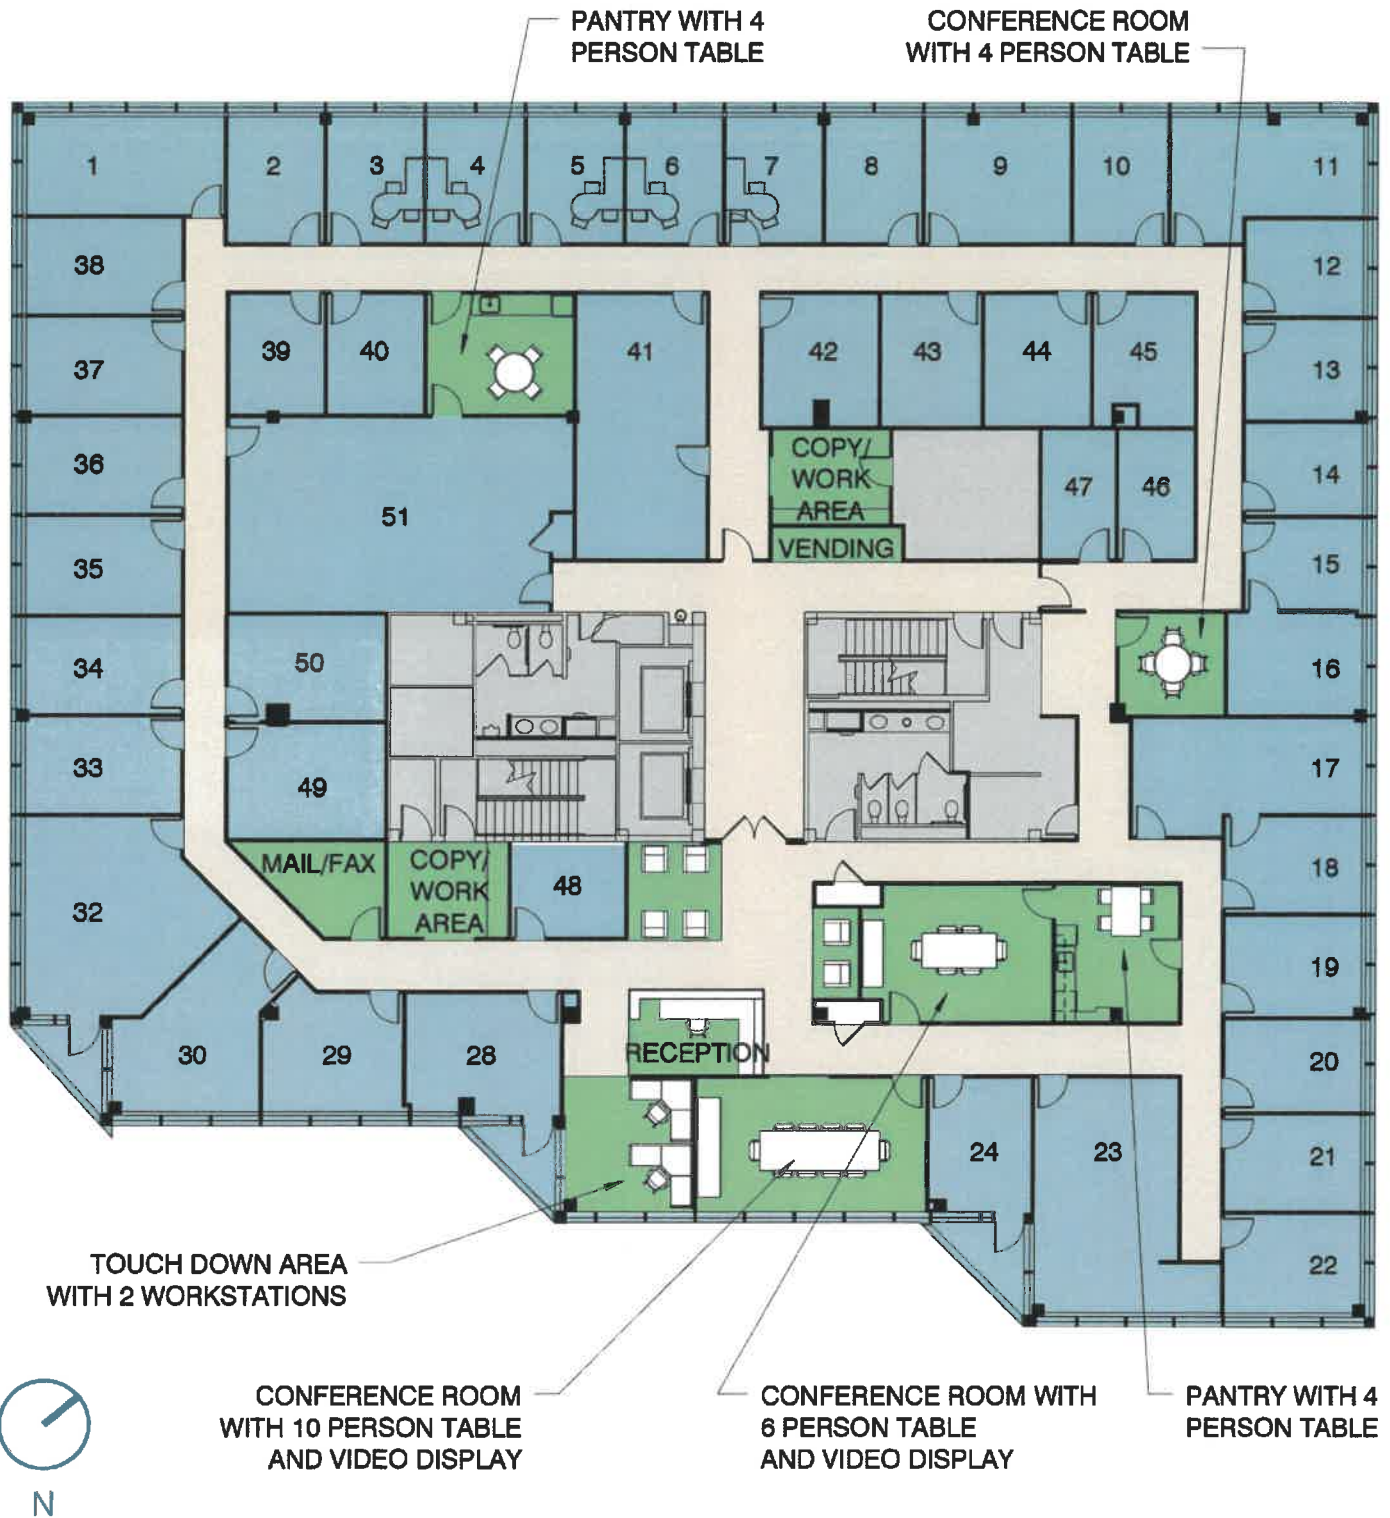 PANTRY WITH 4
PERSON TABLE
CONFERENCE ROOM
WITH 4 PERSON TABLE
1
2
3
4
5
6
7
8
9
10
11
38
12
39
40
41
42
43
44
45
37
13
36
COPY/
WORK
AREA
47
46
14
51
VENDING
35
15
34
50
16
33
49
17
MAIL/FAX
COPY/
WORK
AREA
48
18
32
19
30
29
28
RECEPTION
20
24
23
21
22
TOUCH DOWN AREA
WITH 2 WORKSTATIONS
CONFERENCE ROOM
WITH 10 PERSON TABLE
AND VIDEO DISPLAY
CONFERENCE ROOM WITH
6 PERSON TABLE
AND VIDEO DISPLAY
PANTRY WITH 4
PERSON TABLE
N